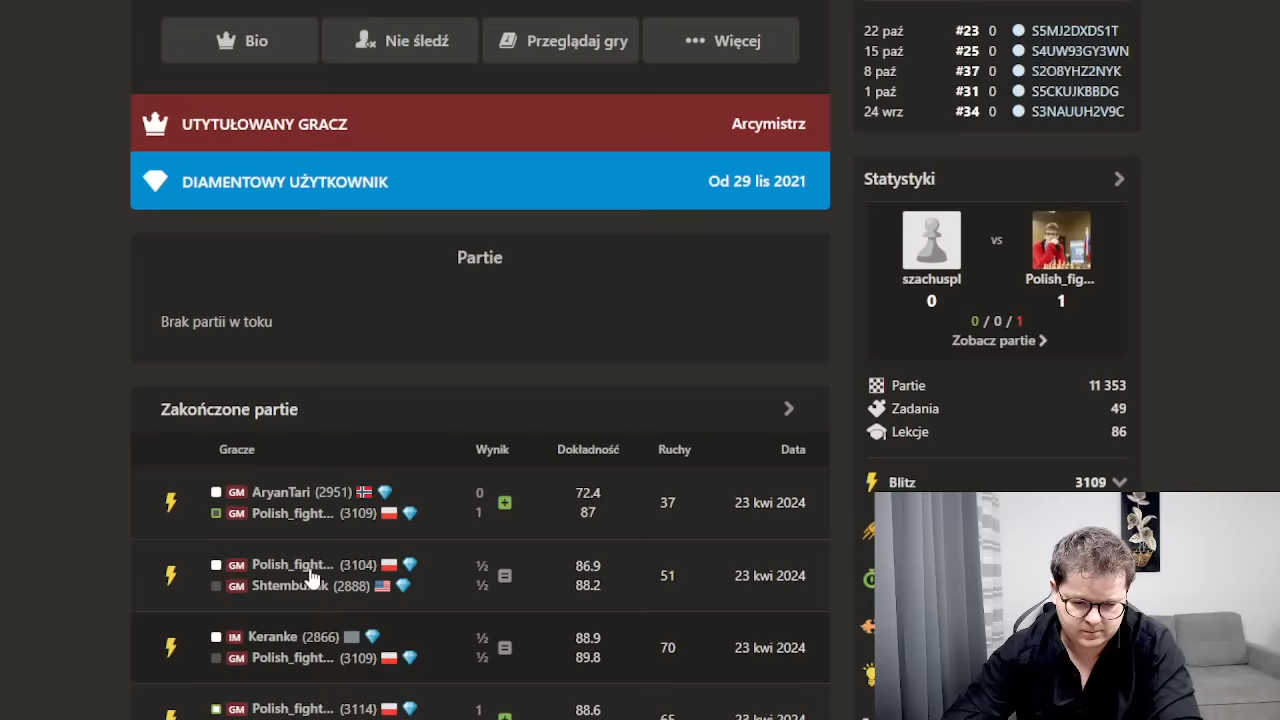 Bio
Nie śledź
Przeglądaj gry
Więcej
UTYTUŁOWANY GRACZ Arcymistrz
DIAMENTOWY UŻYTKOWNIK Od 29 lis 2021
Partie
Brak partii w toku
Zakończone partie
Gracze Wynik Dokładność Ruchy Data
GM AryanTari (2951) 0 72.4
GM Polish_fight... (3109) 1 87
37 23 kwi 2024
GM Polish_fight... (3104) ½ 86.9
GM (2888) ½ 88.2
51 23 kwi 2024
IM Keranke (2866) ½ 88.9
GM Polish_fight... (3109) ½ 89.8
70 23 kwi 2024
GM Polish_fight... (3114) 1 88.6
22 paź #23 0 S5MJ2DXDS1T
15 paź #25 0 S4UW93GY3WN
8 paź #37 0 S2O8YHZ2NYK
1 paź #31 0 S5CKUJKBBDG
24 wrz #34 0 S3NAUUH2V9C
Statystyki
vs
szachuspl Polish_fig...
0 1
0 / 0 / 1
Zobacz partie
Partie 11 353
Zadania 49
Lekcje 86
Blitz 3109